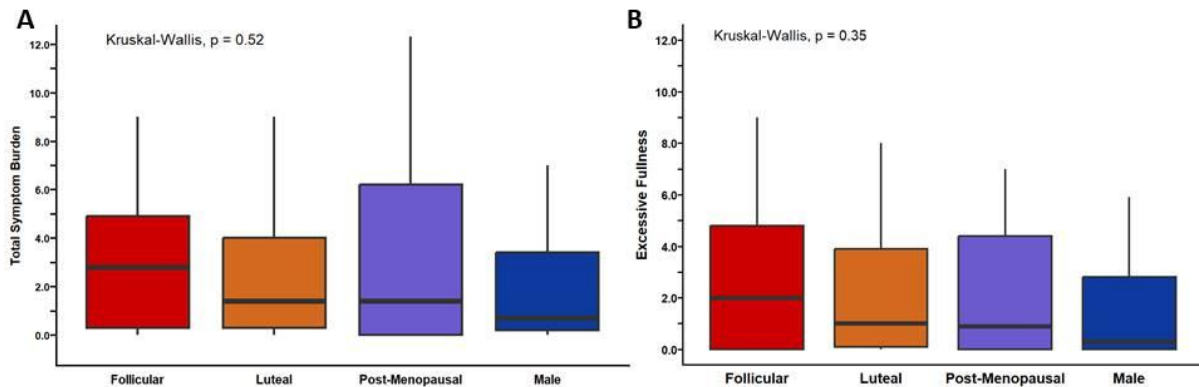 A
Kruskal-Wallis, p = 0.52
Total Symptom Burden
12.0
10.0
8.0
6.0
4.0
2.0
0.0
Follicular Luteal Post-Menopausal Male
B
Kruskal-Wallis, p = 0.35
Excessive Fullness
12.0
10.0
8.0
6.0
4.0
2.0
0.0
Follicular Luteal Post-Menopausal Male